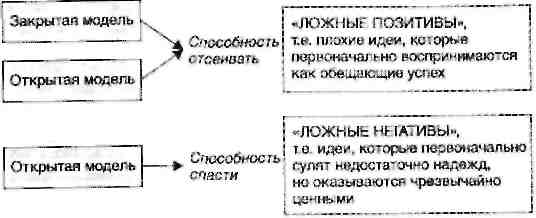 Закрытая модель
Открытая модель
Способность
отсеивать
«ЛОЖНЫЕ ПОЗИТИВЫ»,
т.е. плохие идеи, которые
первоначально воспринимаются
как обещающие успех
Открытая модель
Способность
спасти
«ЛОЖНЫЕ НЕГАТИВЫ»,
т.е. идеи, которые первоначально
сулят недостаточно надежд,
но оказываются чрезвычайно
ценными